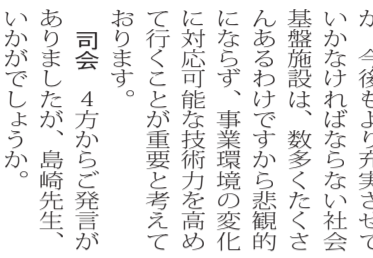 か、今後もより充実させて
いかなければならない社会
基盤施設は、数多くたくさ
んあるわけですから悲観的
にならず、事業環境の変化
に対応可能な技術力を高め
て行くことが重要と考えて
おります。
司会　4方からご発言が
ありましたが、島崎先生、
いかがでしょうか。